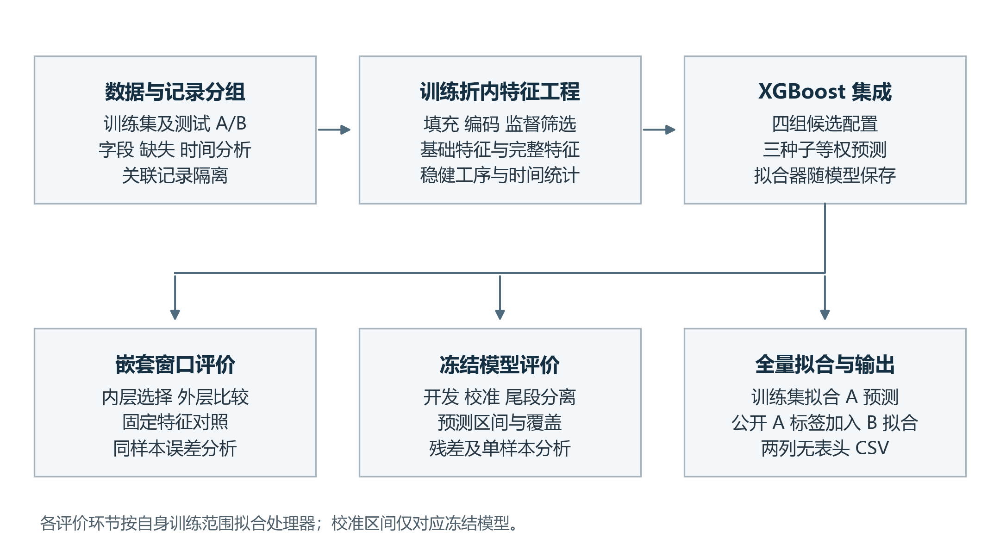 数据与记录分组
训练集及测试 A/B
字段 缺失 时间分析
关联记录隔离
训练折内特征工程
填充 编码 监督筛选
基础特征与完整特征
稳健工序与时间统计
XGBoost 集成
四组候选配置
三种子等权预测
拟合器随模型保存
嵌套窗口评价
内层选择 外层比较
固定特征对照
同样本误差分析
冻结模型评价
开发 校准 尾段分离
预测区间与覆盖
残差及单样本分析
全量拟合与输出
训练集拟合 A 预测
公开 A 标签加入 B 拟合
两列无表头 CSV
各评价环节按自身训练范围拟合处理器；校准区间仅对应冻结模型。